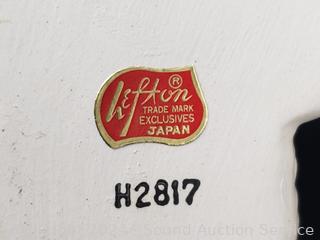 Lefton ®
TRADE MARK
EXCLUSIVES
JAPAN
H2817
Sound Auction Service